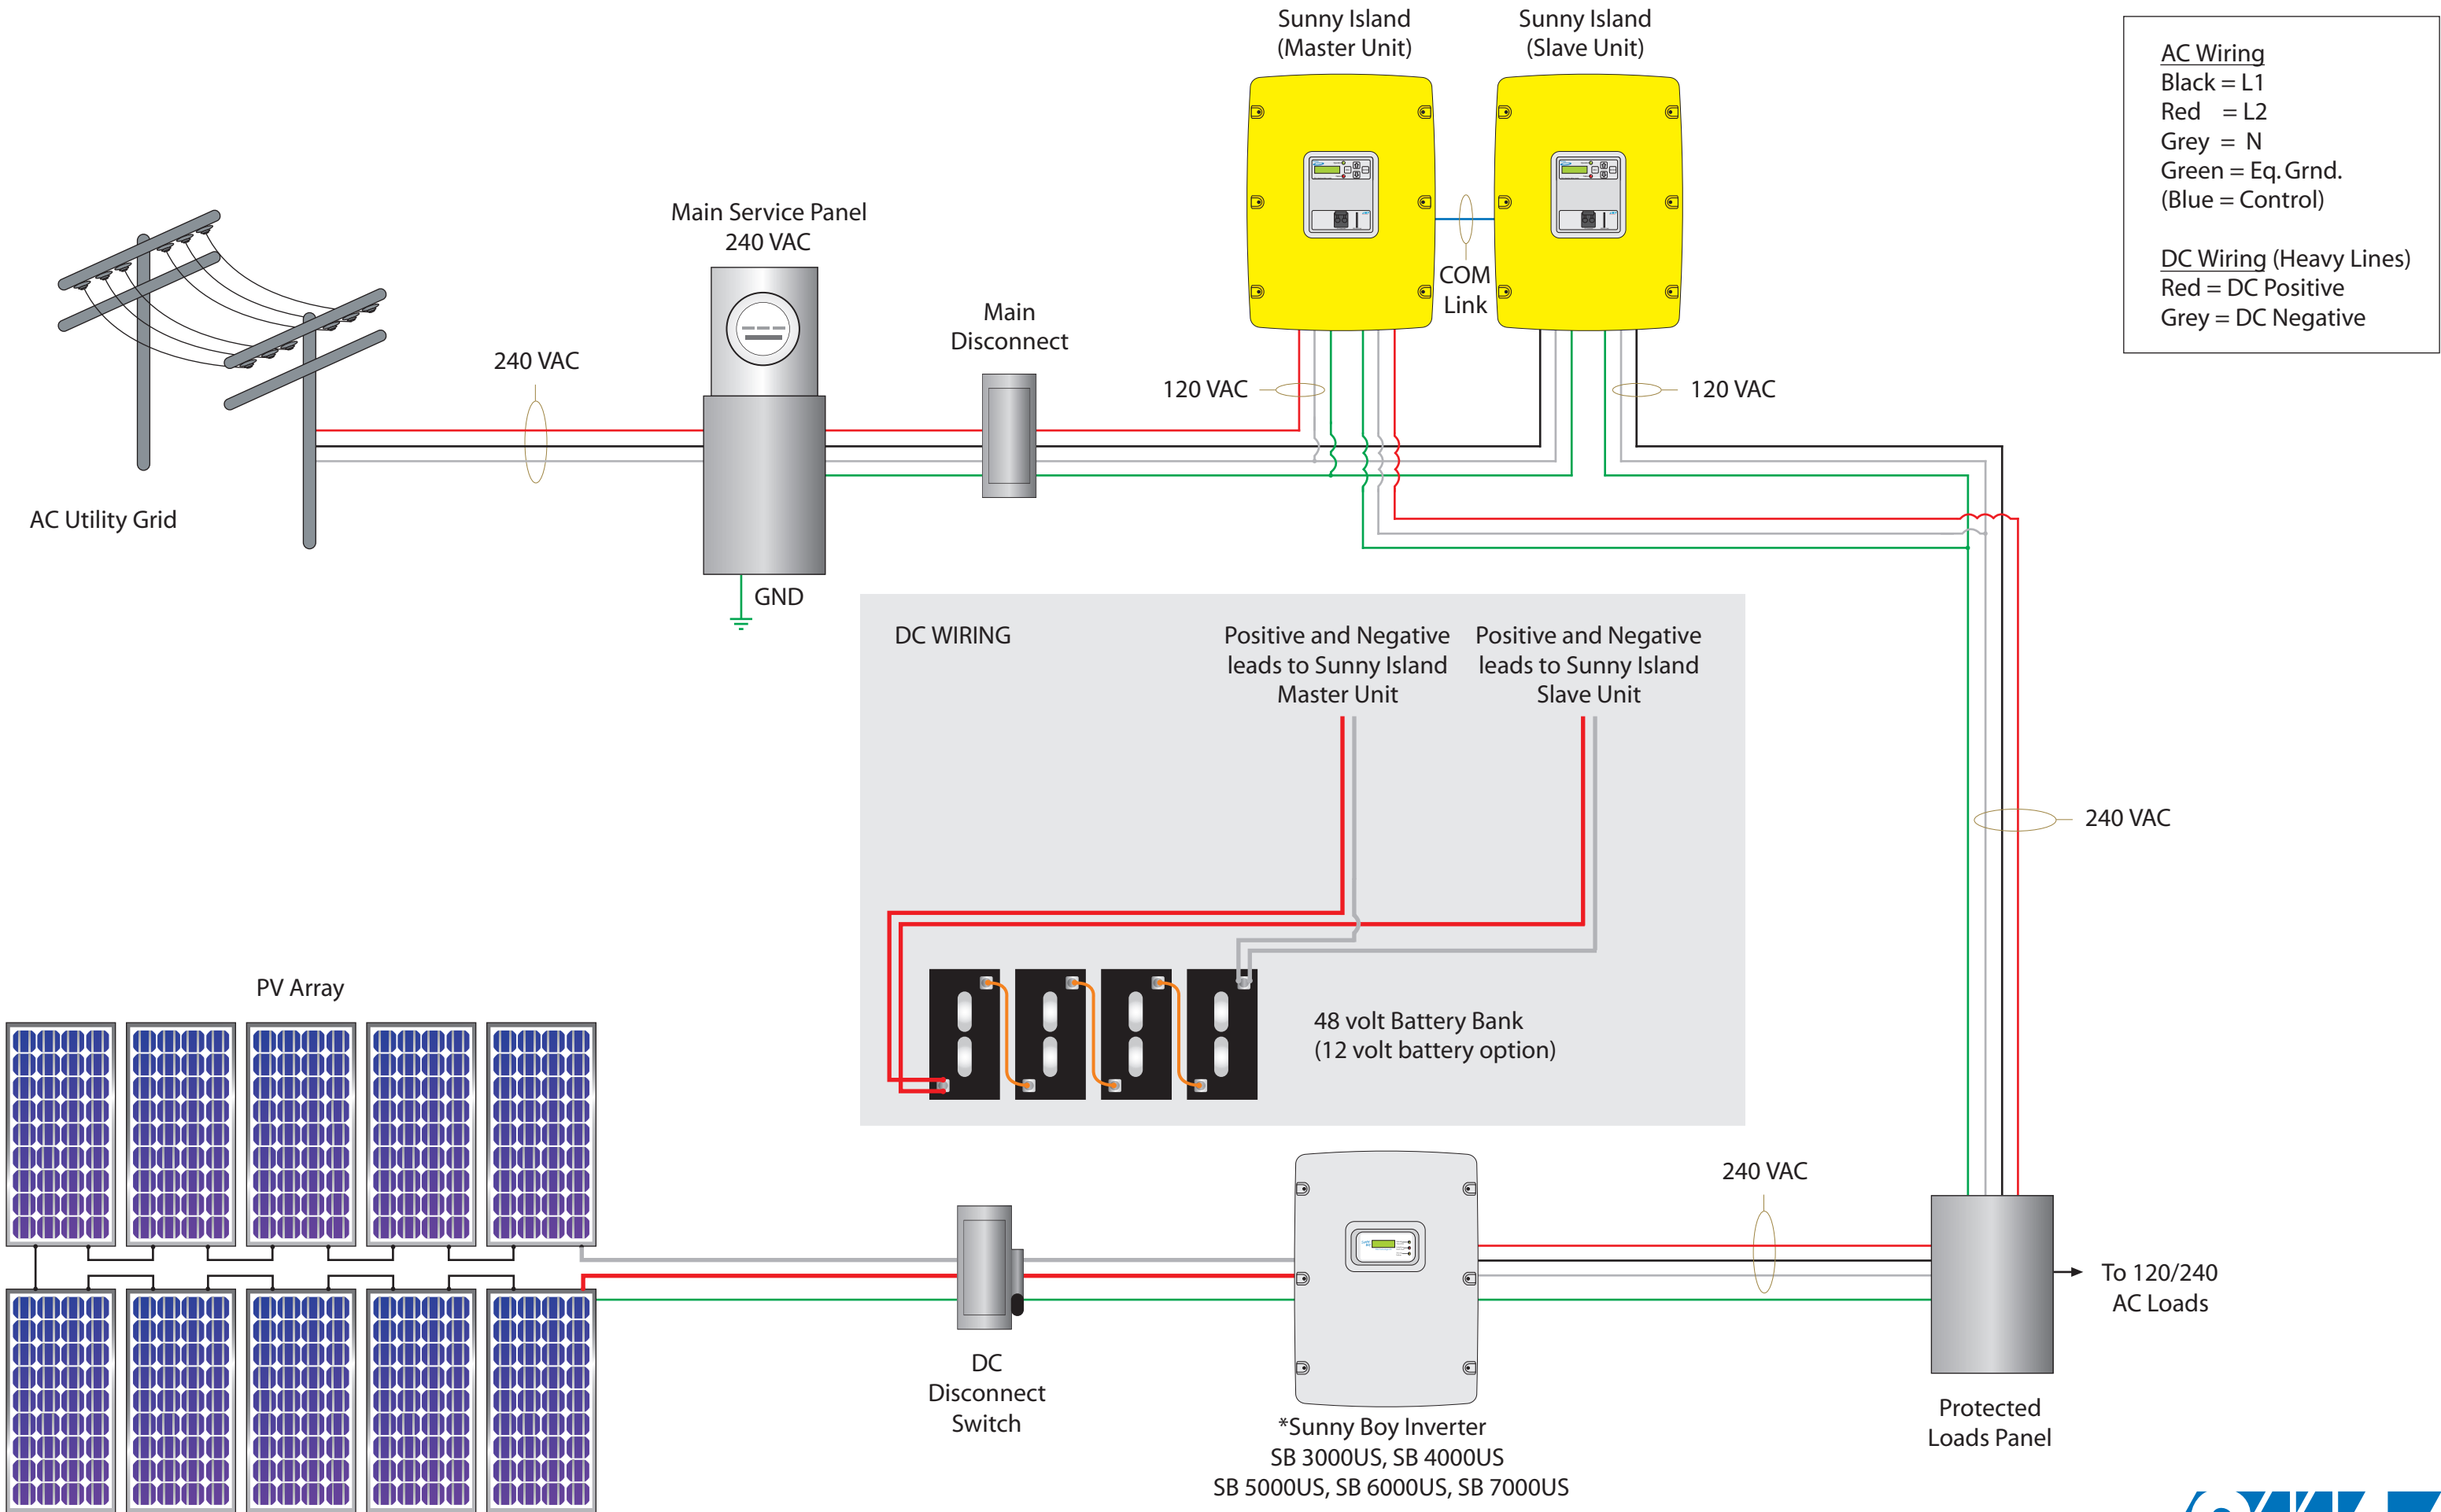 Sunny Island
(Master Unit)
Sunny Island
(Slave Unit)
AC Wiring
Black = L1
Red = L2
Grey = N
Green = Eq. Grnd.
(Blue = Control)
DC Wiring (Heavy Lines)
Red = DC Positive
Grey = DC Negative
Main Service Panel
240 VAC
Main
Disconnect
COM
Link
240 VAC
120 VAC
120 VAC
AC Utility Grid
GND
DC WIRING
Positive and Negative
leads to Sunny Island
Master Unit
Positive and Negative
leads to Sunny Island
Slave Unit
240 VAC
PV Array
48 volt Battery Bank
(12 volt battery option)
240 VAC
To 120/240
AC Loads
DC
Disconnect
Switch
*Sunny Boy Inverter
SB 3000US, SB 4000US
SB 5000US, SB 6000US, SB 7000US
Protected
Loads Panel